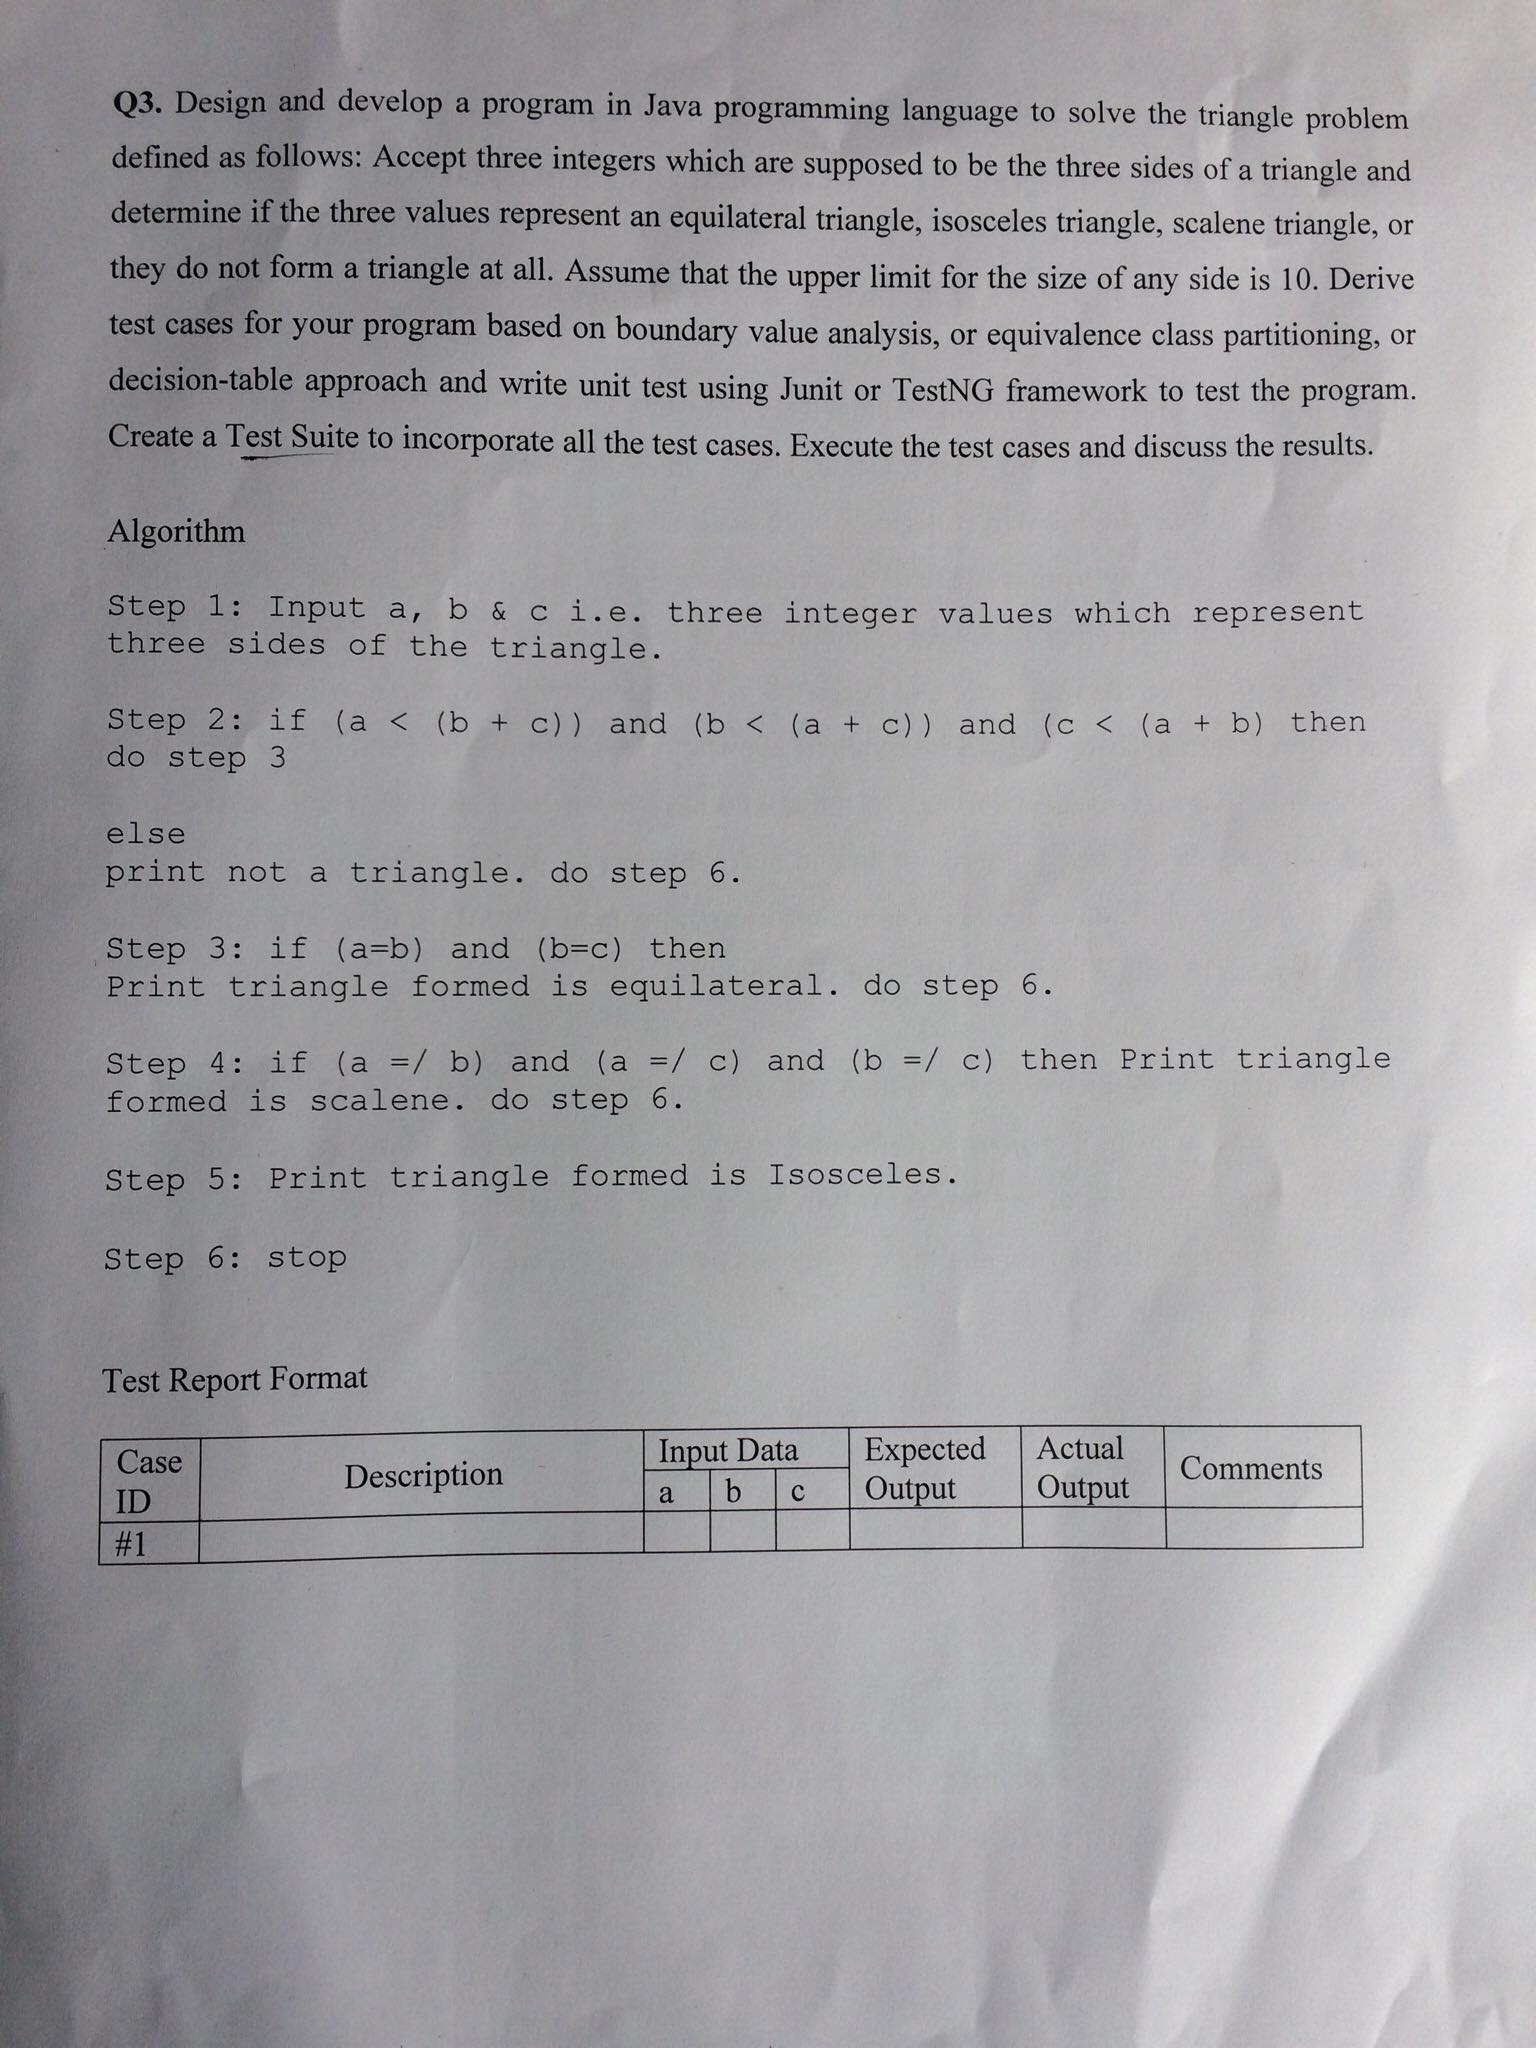 Q3. Design and develop a program in Java programming language to solve the triangle problem
defined as follows: Accept three integers which are supposed to be the three sides of a triangle and
determine if the three values represent an equilateral triangle, isosceles triangle, scalene triangle, or
they do not form a triangle at all. Assume that the upper limit for the size of any side is 10. Derive
test cases for your program based on boundary value analysis, or equivalence class partitioning, or
decision-table approach and write unit test using Junit or TestNG framework to test the program.
Create a Test Suite to incorporate all the test cases. Execute the test cases and discuss the results.
Algorithm
Step 1: Input a, b & c i.e. three integer values which represent
three sides of the triangle.
Step 2: if (a < (b + c)) and (b < (a + c)) and (c < (a + b) then
do step 3
else
print not a triangle. do step 6.
Step 3: if (a=b) and (b=c) then
Print triangle formed is equilateral. do step 6.
Step 4: if (a =/ b) and (a =/ c) and (b =/ c) then Print triangle
formed is scalene. do step 6.
Step 5: Print triangle formed is Isosceles.
Step 6: stop
Test Report Format
Case ID Description Input Data Expected Output Actual Output Comments
a b c
#1